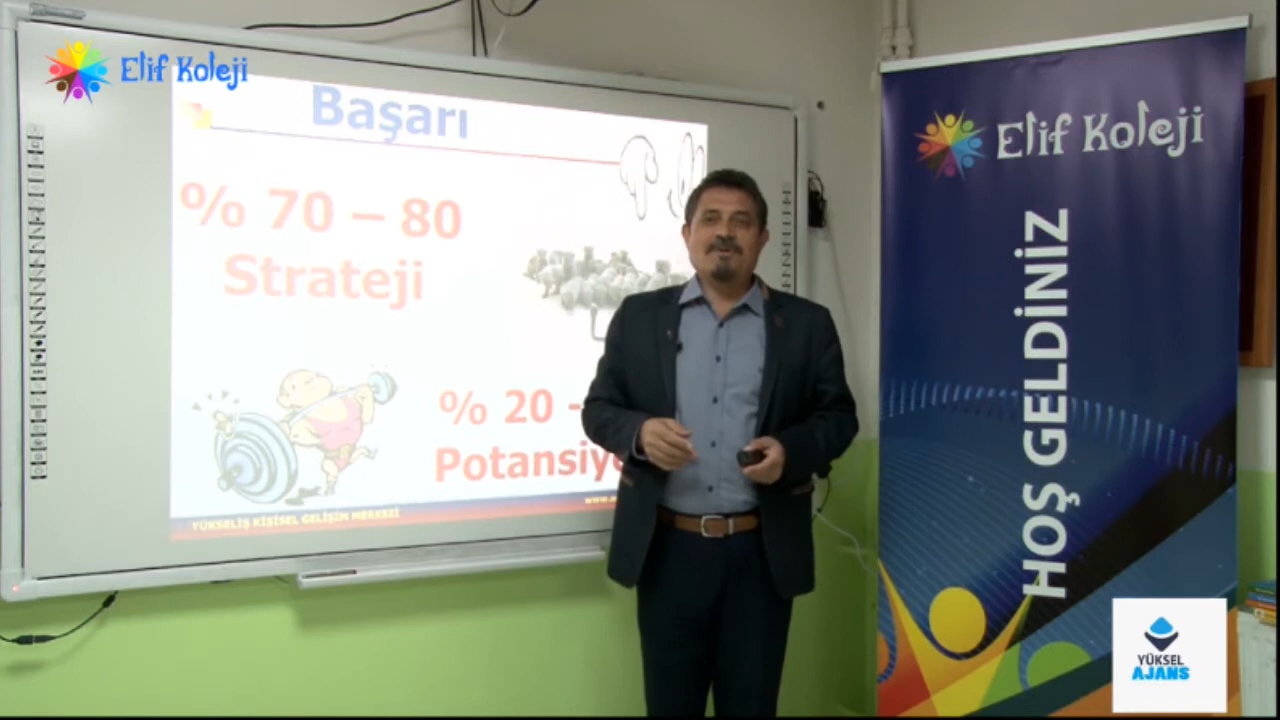 Elif Koleji
Başarı
% 70 – 80
Strateji
% 20 -
YÜKSELİŞ KİŞİSEL GELİŞİM MERKEZİ
Elif Koleji
HOŞ GELDİNİZ
YÜKSEL
AJANS